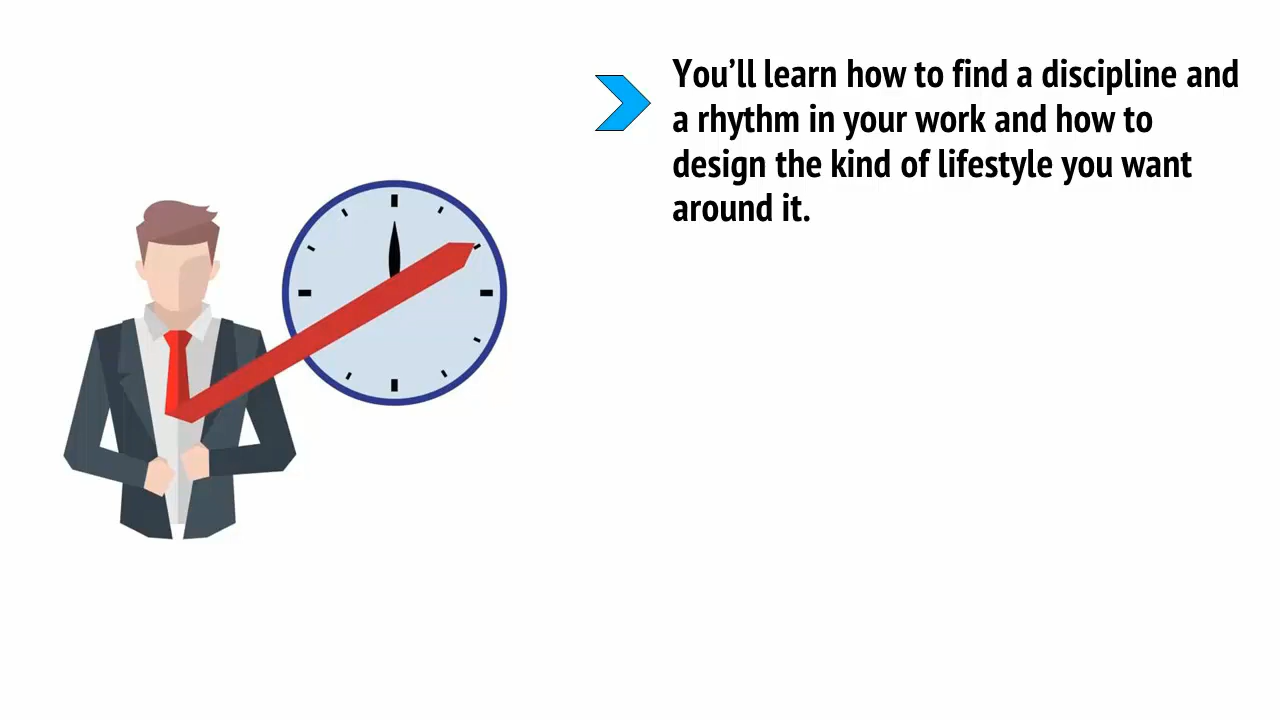 You’ll learn how to find a discipline and
a rhythm in your work and how to
design the kind of lifestyle you want
around it.